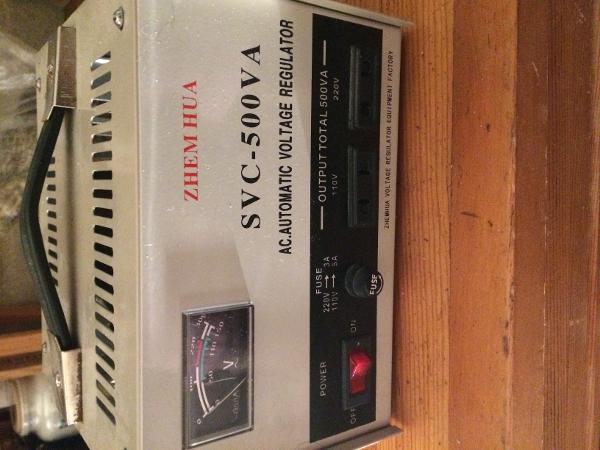 ZHEM HUA
SVC-500VA
AC.AUTOMATIC VOLTAGE REGULATOR
OUTPUT TOTAL 500VA
110V
220V
FUSE
220V → 3A
110V → 5A
FUSE
POWER
OFF
ON
V
ZHEMHUA VOLTAGE REGULATOR EQUIPMENT FACTORY